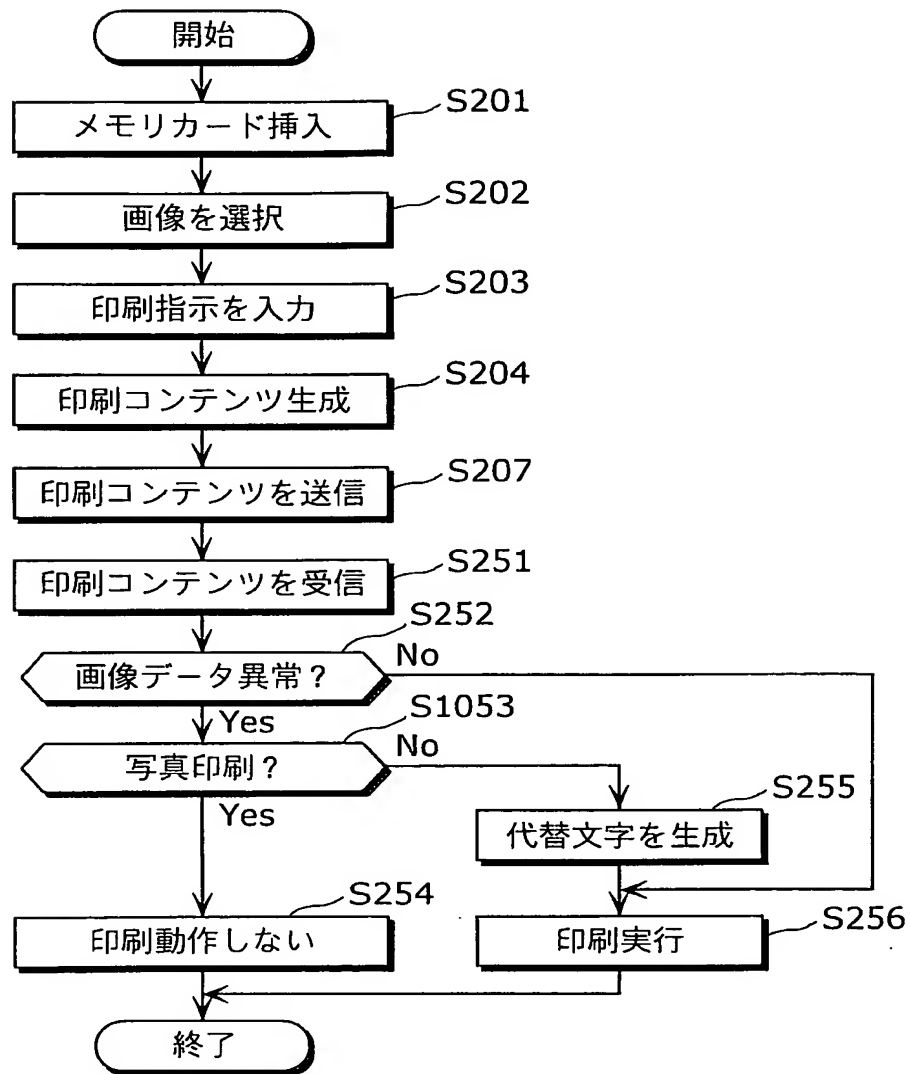 開始
メモリカード挿入
S201
画像を選択
S202
印刷指示を入力
S203
印刷コンテンツ生成
S204
印刷コンテンツを送信
S207
印刷コンテンツを受信
S251
画像データ異常？
S252
No
Yes
写真印刷？
S1053
No
Yes
代替文字を生成
S255
印刷動作しない
S254
印刷実行
S256
終了